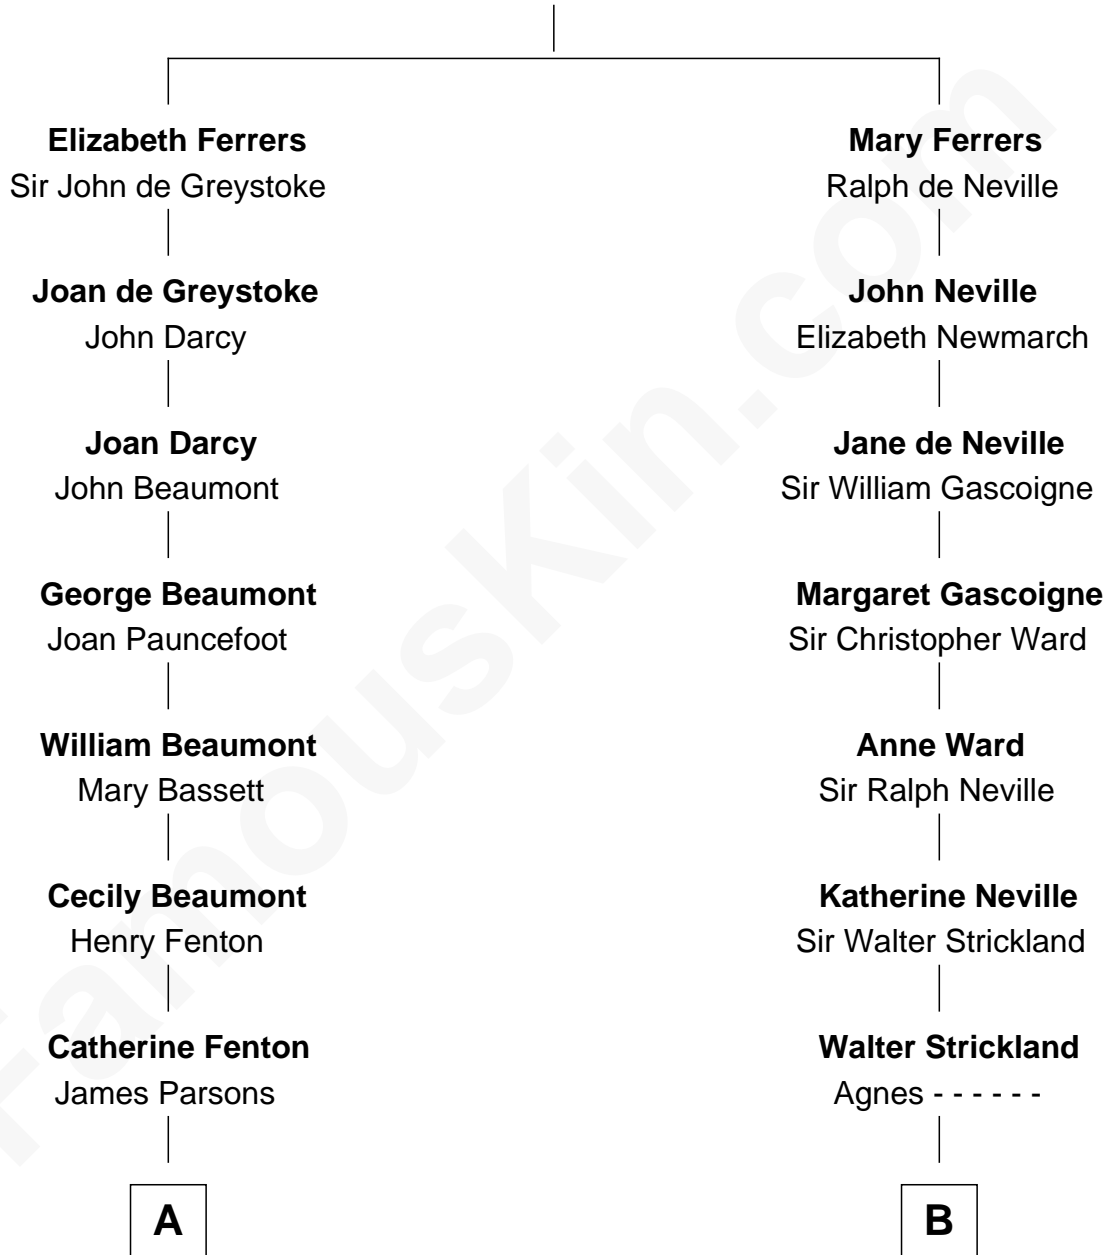 Elizabeth Ferrers
Sir John de Greystoke
Joan de Greystoke
John Darcy
Joan Darcy
John Beaumont
George Beaumont
Joan Pauncefoot
William Beaumont
Mary Bassett
Cecily Beaumont
Henry Fenton
Catherine Fenton
James Parsons
A
Mary Ferrers
Ralph de Neville
John Neville
Elizabeth Newmarch
Jane de Neville
Sir William Gascoigne
Margaret Gascoigne
Sir Christopher Ward
Anne Ward
Sir Ralph Neville
Katherine Neville
Sir Walter Strickland
Walter Strickland
Agnes - - - - - -
B
FamousKin.com